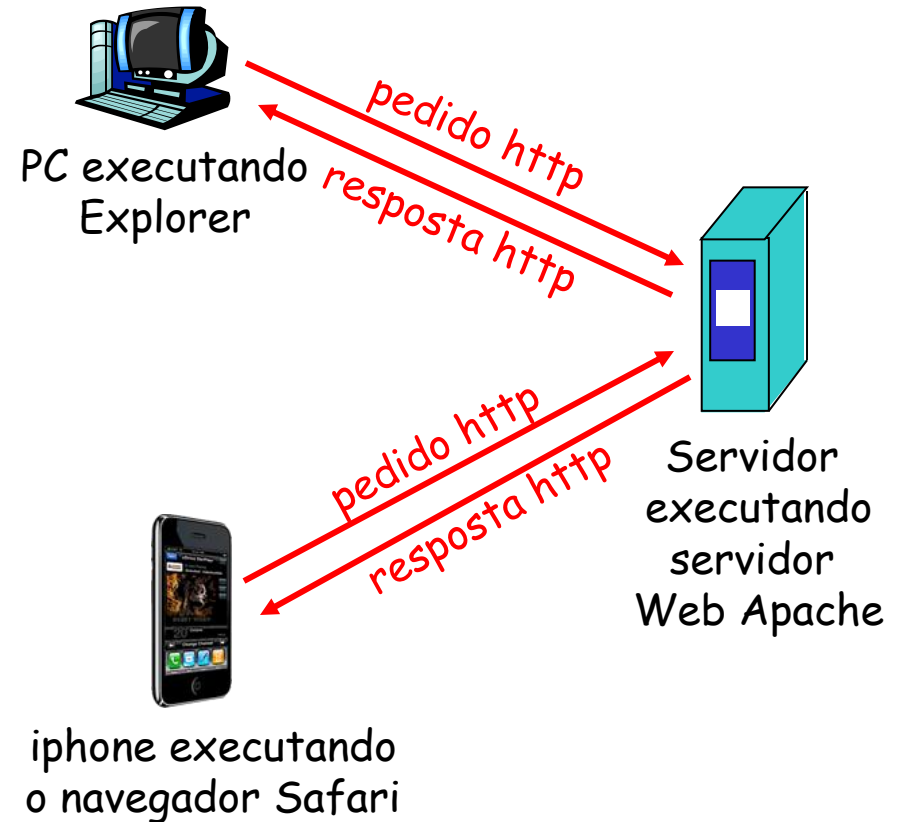 pedido http
resposta http
PC executando
Explorer
pedido http
resposta http
Servidor
executando
servidor
Web Apache
iphone executando
o navegador Safari